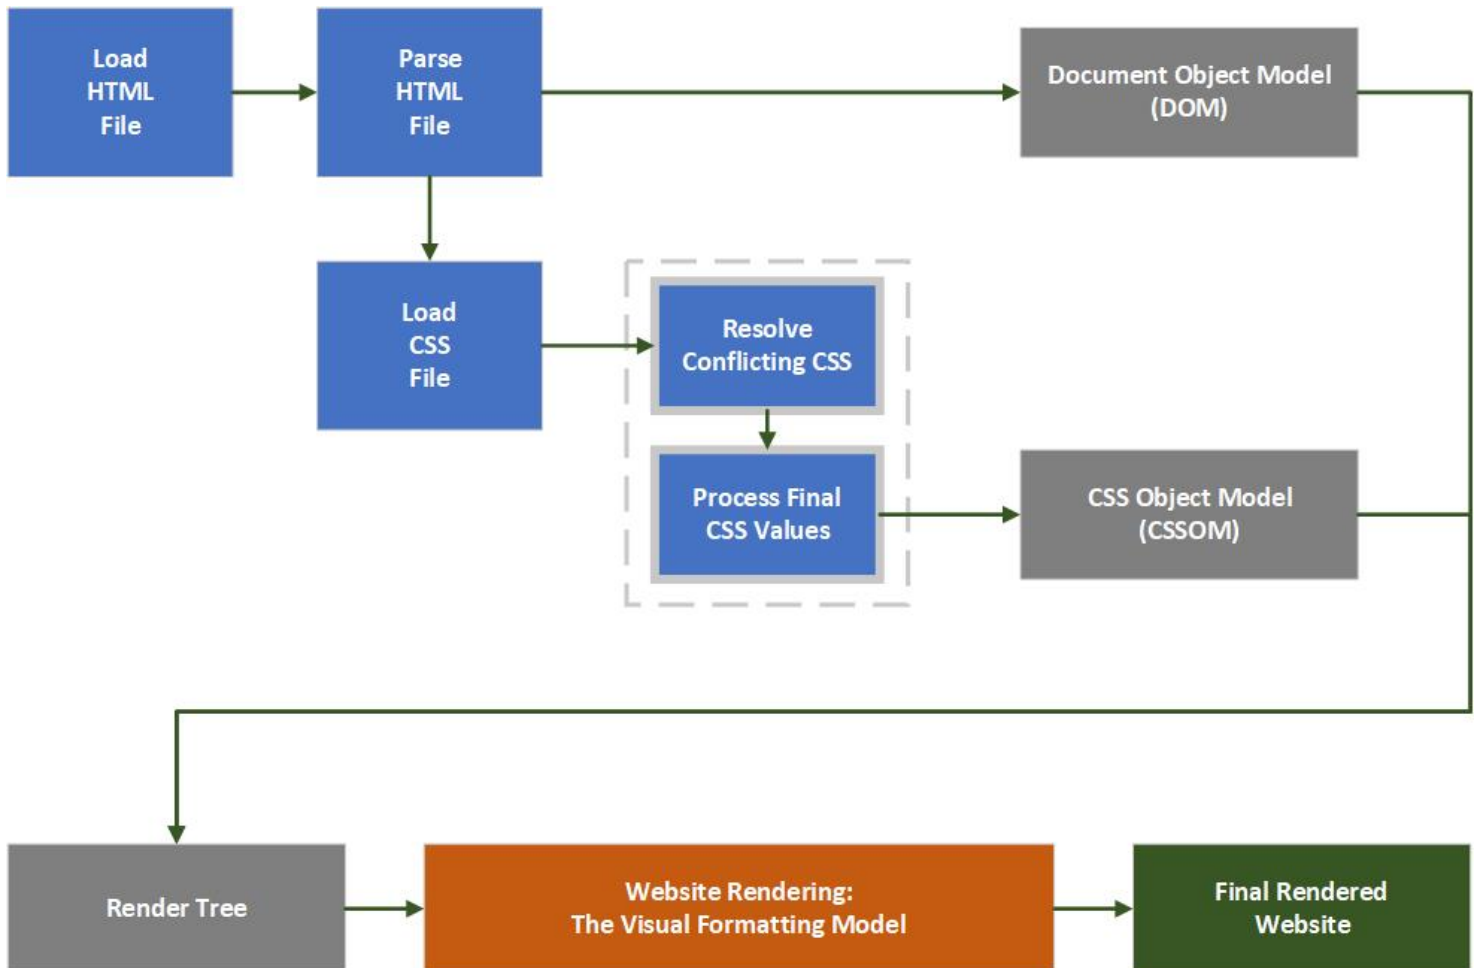 Load
HTML
File
Parse
HTML
File
Document Object Model
(DOM)
Load
CSS
File
Resolve
Conflicting CSS
Process Final
CSS Values
CSS Object Model
(CSSOM)
Render Tree
Website Rendering:
The Visual Formatting Model
Final Rendered
Website